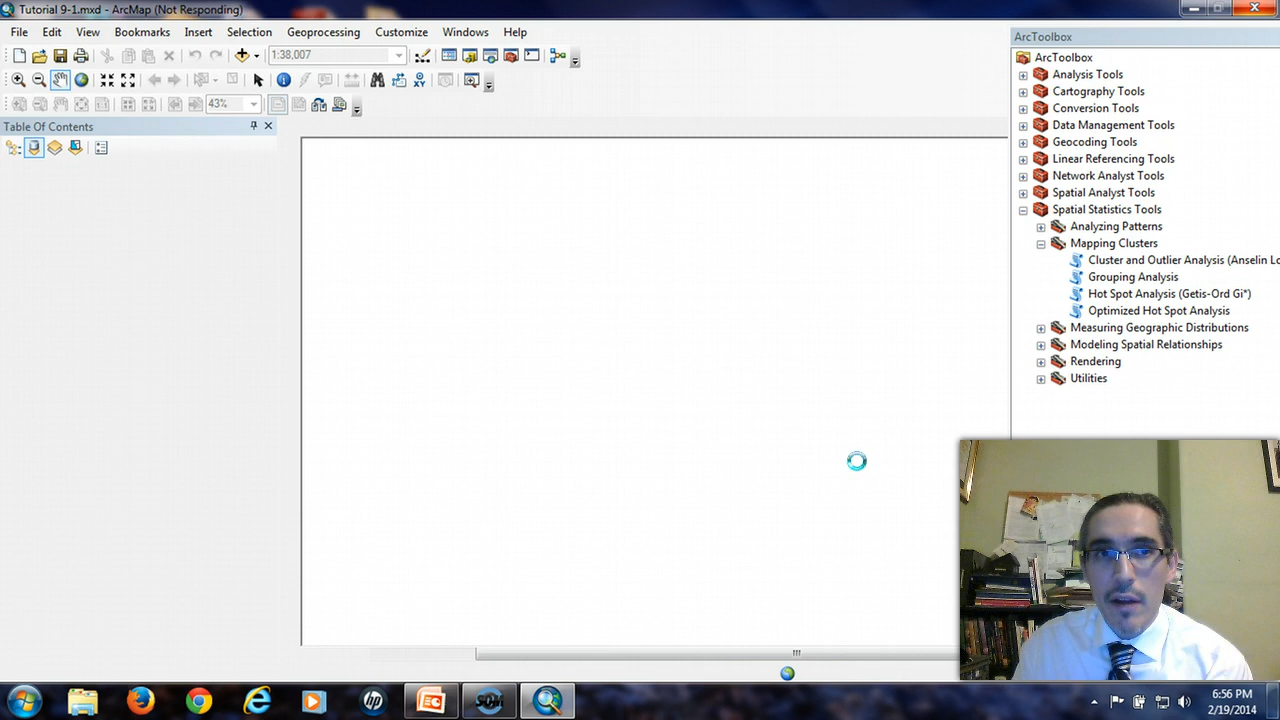 Tutorial 9-1.mxd - ArcMap (Not Responding)
File Edit View Bookmarks Insert Selection Geoprocessing Customize Windows Help
1:38,007
43%
Table Of Contents
ArcToolbox
ArcToolbox
Analysis Tools
Cartography Tools
Conversion Tools
Data Management Tools
Geocoding Tools
Linear Referencing Tools
Network Analyst Tools
Spatial Analyst Tools
Spatial Statistics Tools
Analyzing Patterns
Mapping Clusters
Cluster and Outlier Analysis (Anselin Lo
Grouping Analysis
Hot Spot Analysis (Getis-Ord Gi*)
Optimized Hot Spot Analysis
Measuring Geographic Distributions
Modeling Spatial Relationships
Rendering
Utilities
6:56 PM
2/19/2014